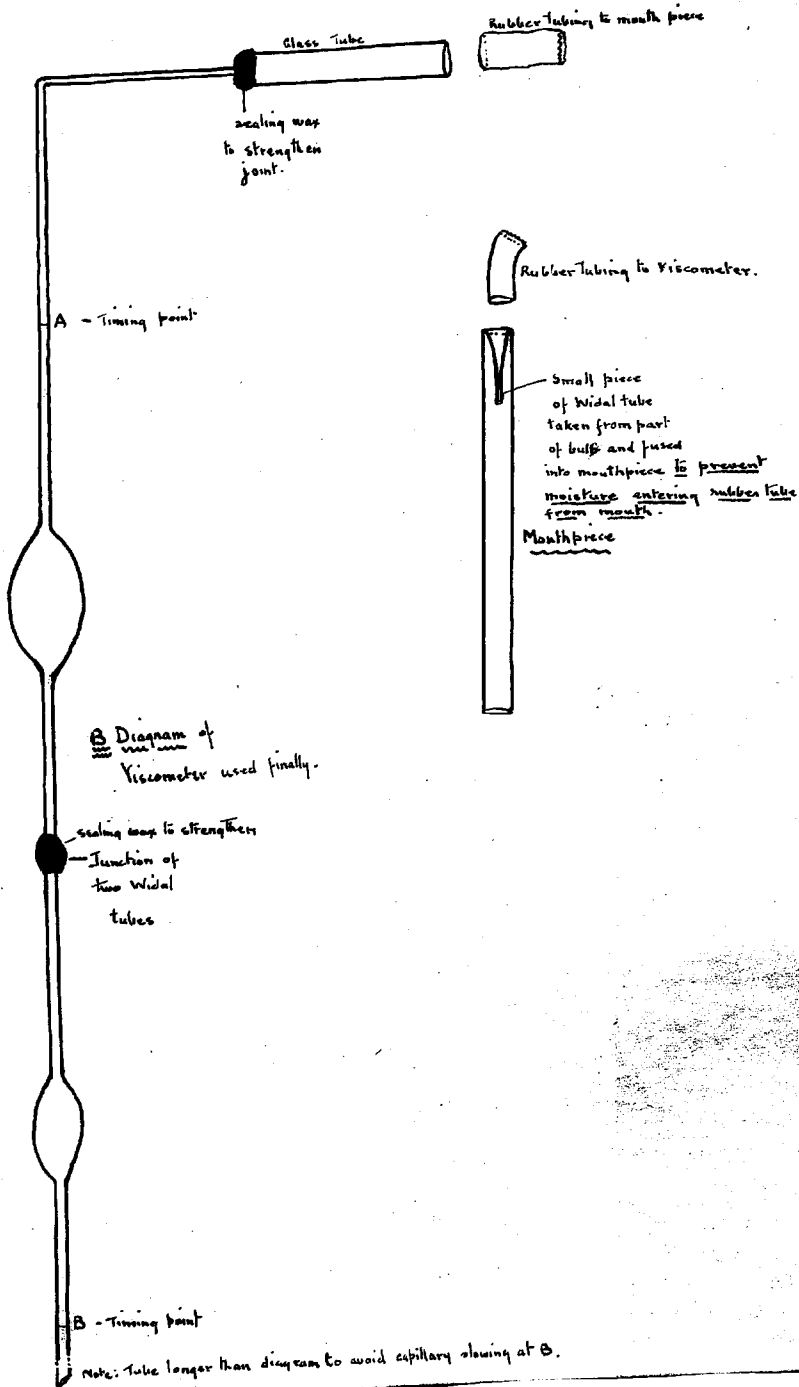 Glass Tube
Rubber Tubing to mouth piece
sealing wax
to strengthen
joint.
Rubber Tubing to Viscometer.
A - Timing point
Small piece
of Widal tube
taken from part
of bulb and fused
into mouthpiece to prevent
moisture entering rubber tube
from mouth.
Mouthpiece
B Diagram of
Viscometer used finally.
sealing wax to strengthen
Junction of
two Widal
tubes
B - Timing point
Note: Tube longer than diagram to avoid capillary slowing at B.